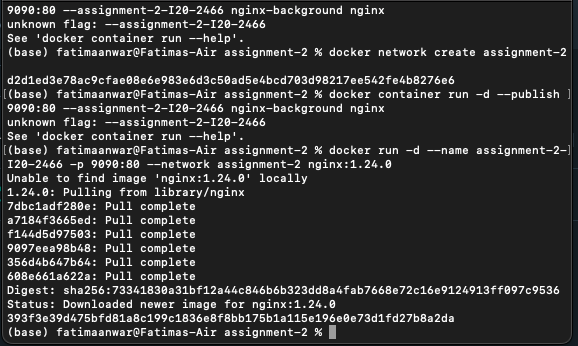 9090:80 --assignment-2-I20-2466 nginx-background nginx
unknown flag: --assignment-2-I20-2466
See 'docker container run --help'.
(base) fatimaanwar@Fatimas-Air assignment-2 % docker network create assignment-2
d2d1ed3e78ac9cfae08e6e983e6d3c50ad5e4bcd703d98217ee542fe4b8276e6
[(base) fatimaanwar@Fatimas-Air assignment-2 % docker container run -d --publish ]
9090:80 --assignment-2-I20-2466 nginx-background nginx
unknown flag: --assignment-2-I20-2466
See 'docker container run --help'.
[(base) fatimaanwar@Fatimas-Air assignment-2 % docker run -d --name assignment-2-]
I20-2466 -p 9090:80 --network assignment-2 nginx:1.24.0
Unable to find image 'nginx:1.24.0' locally
1.24.0: Pulling from library/nginx
7dbc1adf280e: Pull complete
a7184f3665ed: Pull complete
f144d5d97503: Pull complete
9097eea98b48: Pull complete
356d4b647b64: Pull complete
608e661a622a: Pull complete
Digest: sha256:73341830a31bf12a44c846b6b323dd8a4fab7668e72c16e9124913ff097c9536
Status: Downloaded newer image for nginx:1.24.0
393f3e39d475bfd81a8c199c1836e8f8bb175b1a115e196e0e73d1fd27b8a2da
(base) fatimaanwar@Fatimas-Air assignment-2 %